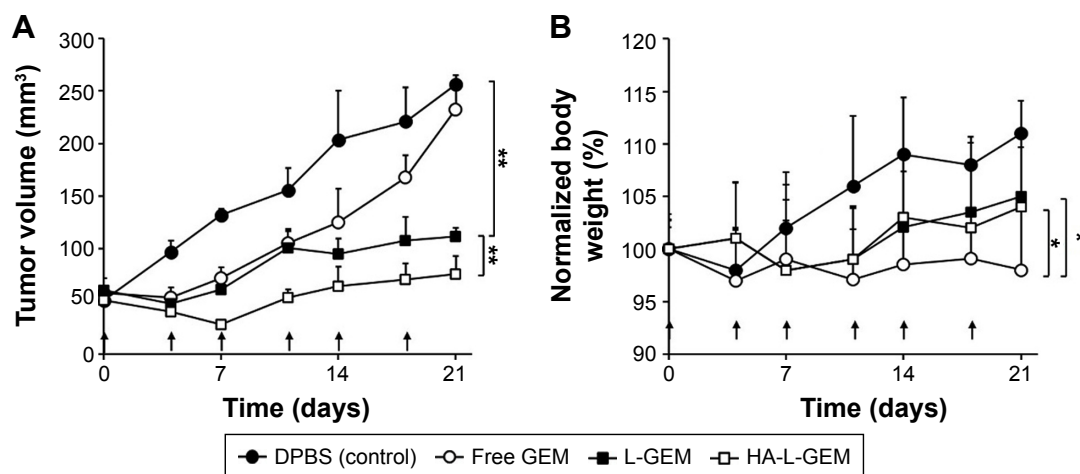 A
Tumor volume (mm³)
300
250
200
150
100
50
0
0
7
14
21
Time (days)
**
**
B
Normalized body
weight (%)
120
115
110
105
100
95
90
0
7
14
21
Time (days)
*
DPBS (control)
Free GEM
L-GEM
HA-L-GEM